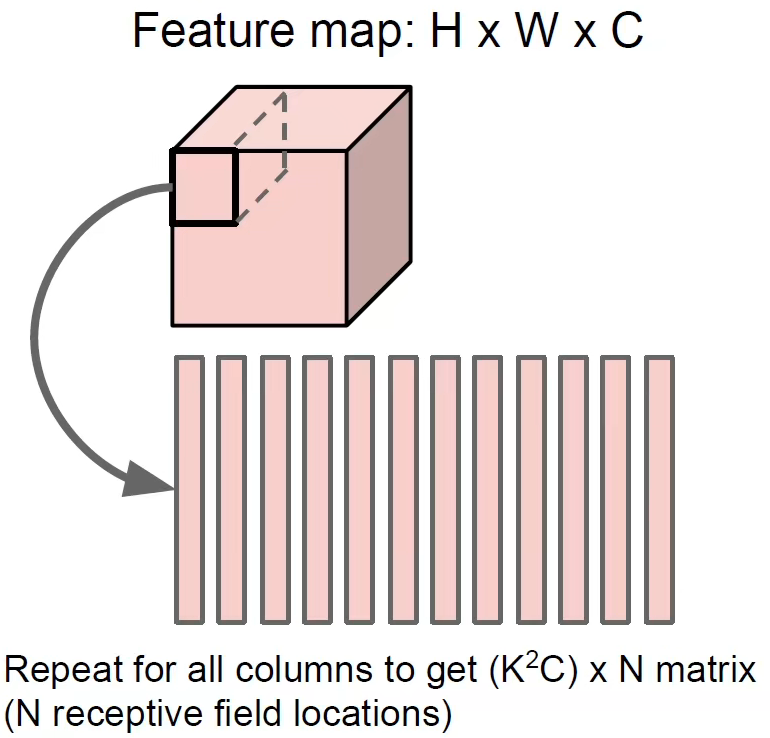 Feature map: H x W x C
Repeat for all columns to get (K²C) x N matrix
(N receptive field locations)